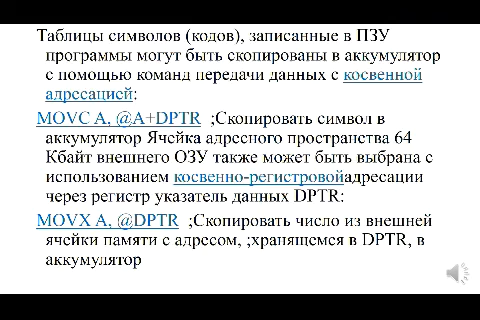 Таблицы символов (кодов), записанные в ПЗУ
программы могут быть скопированы в аккумулятор
с помощью команд передачи данных с косвенной
адресацией:
MOVC A, @A+DPTR ;Скопировать символ в
аккумулятор Ячейка адресного пространства 64
Кбайт внешнего ОЗУ также может быть выбрана с
использованием косвенно-регистровойадресации
через регистр указатель данных DPTR:
MOVX A, @DPTR ;Скопировать число из внешней
ячейки памяти с адресом, ;хранящемся в DPTR, в
аккумулятор